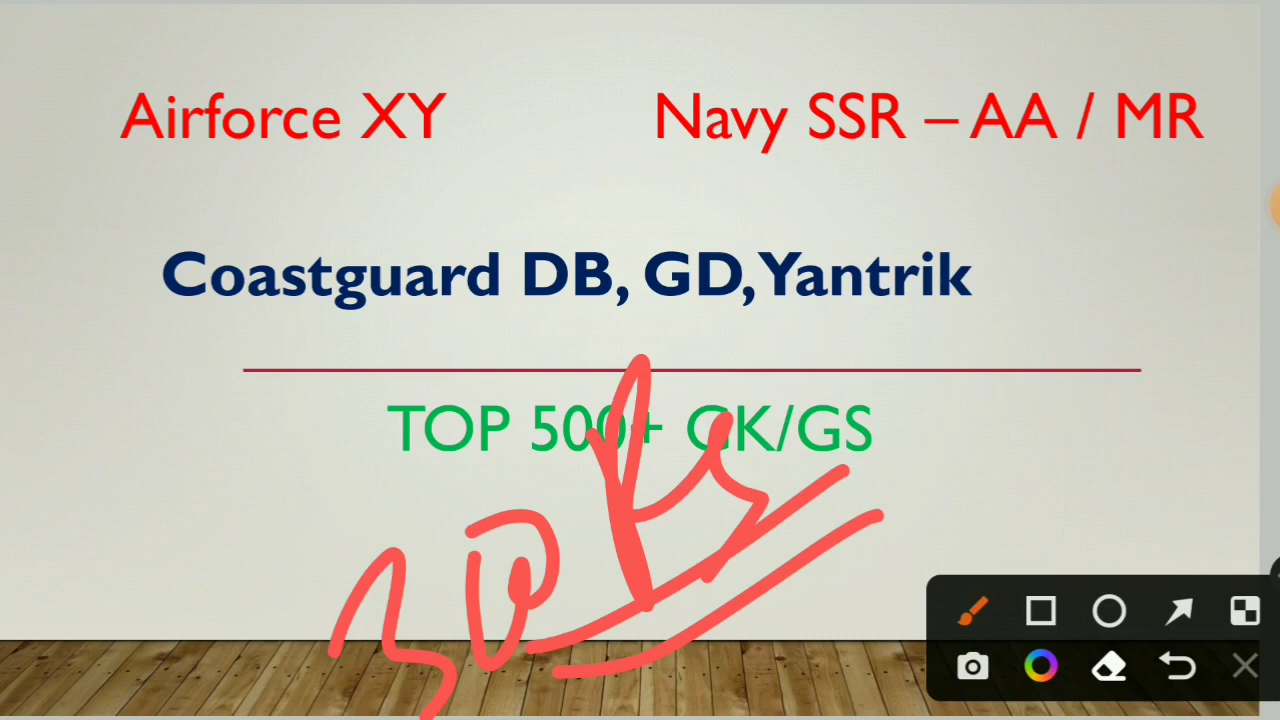 Airforce XY Navy SSR – AA / MR
Coastguard DB, GD, Yantrik
TOP 500+ GK/GS